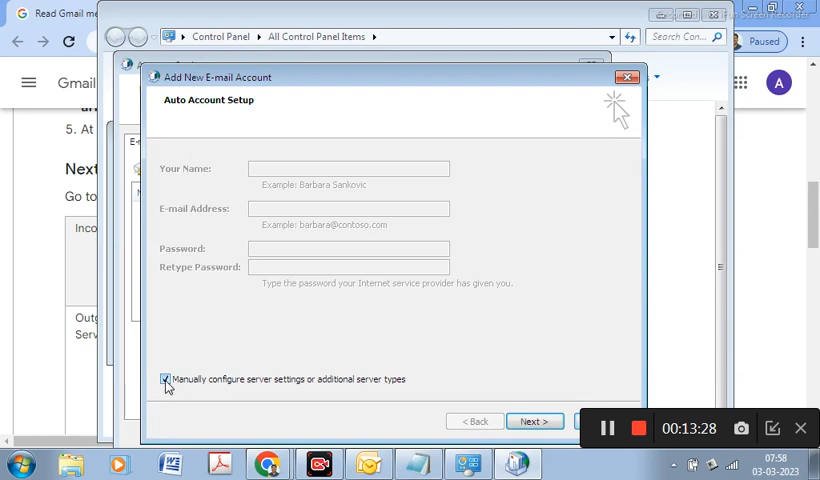 Read Gmail me
Control Panel
All Control Panel Items
Search Con...
Paused
Gmail
A
Add New E-mail Account
Auto Account Setup
5. At
Next
Go to
Inco
Outg
Serv
Your Name:
Example: Barbara Sankovic
E-mail Address:
Example: barbara@contoso.com
Password:
Retype Password:
Type the password your Internet service provider has given you.
Manually configure server settings or additional server types
< Back
Next >
00:13:28
07:58
03-03-2023